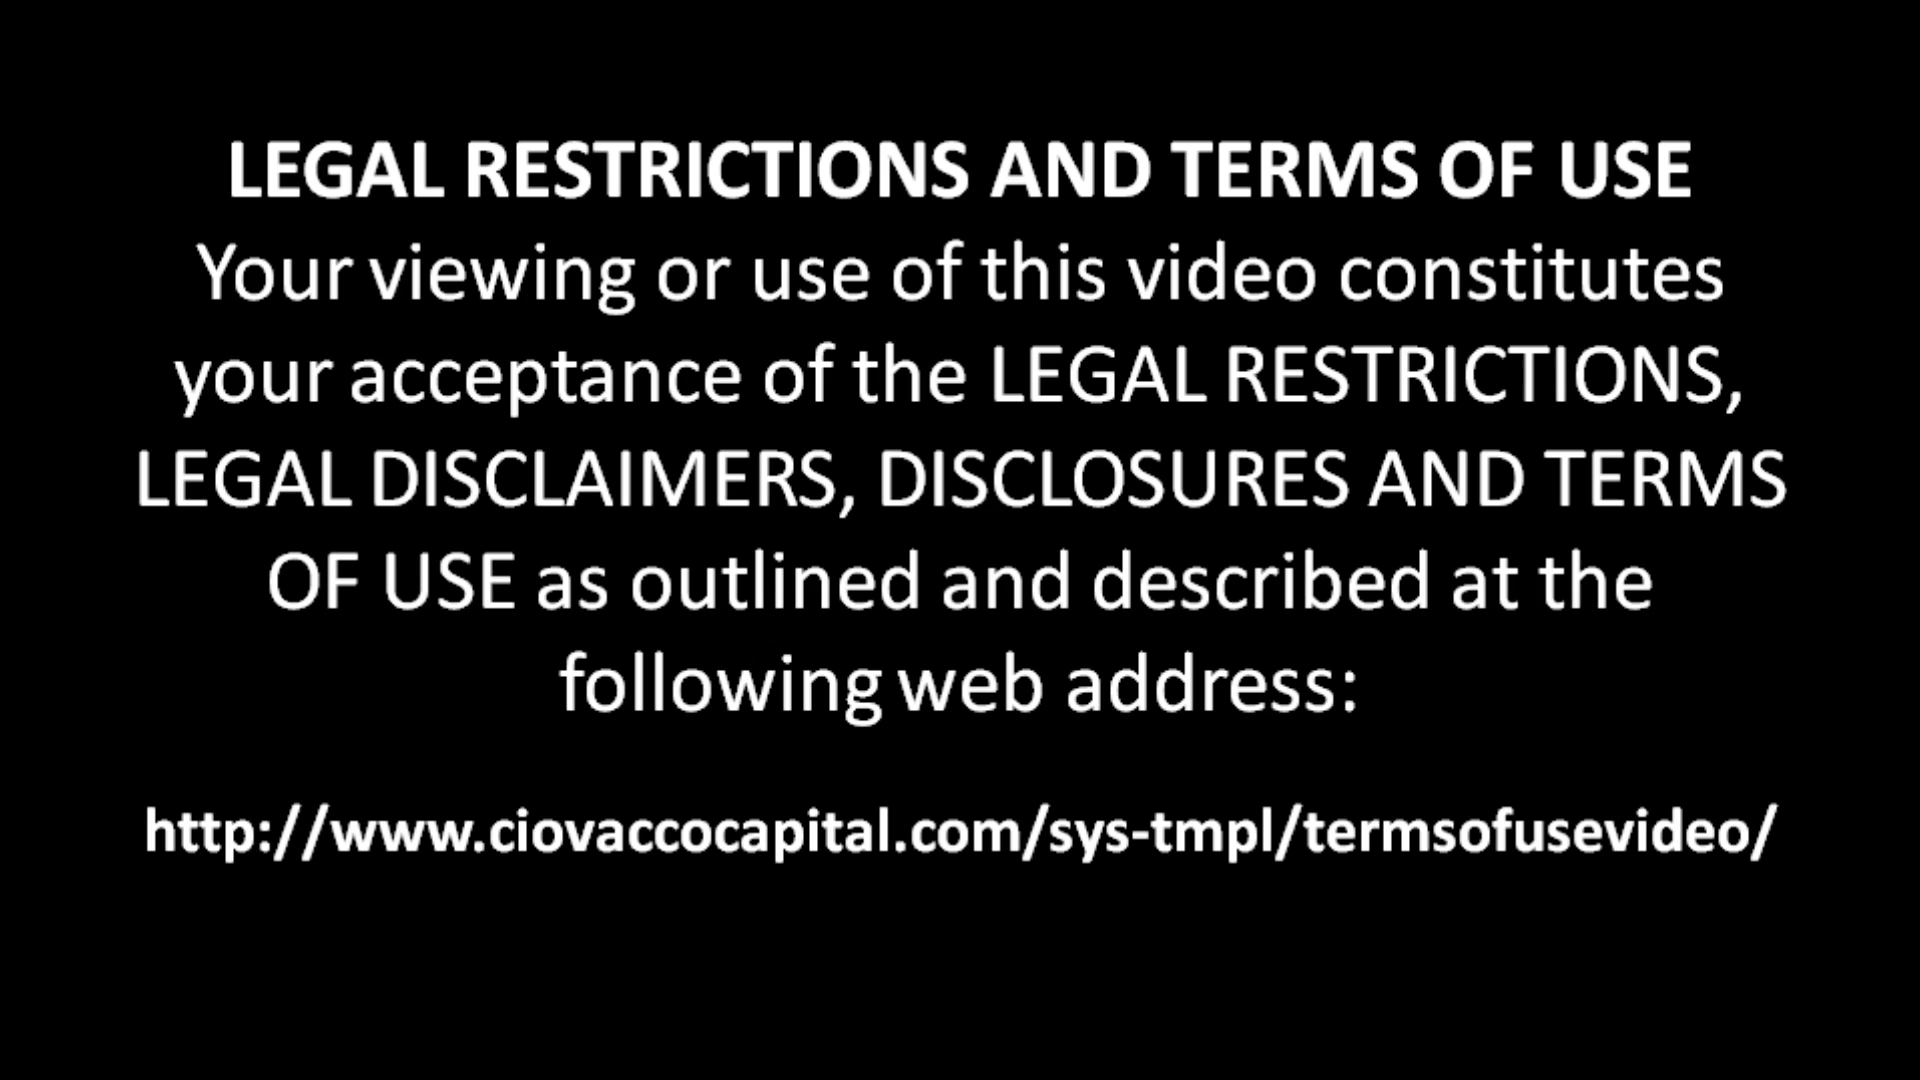 LEGAL RESTRICTIONS AND TERMS OF USE
Your viewing or use of this video constitutes
your acceptance of the LEGAL RESTRICTIONS,
LEGAL DISCLAIMERS, DISCLOSURES AND TERMS
OF USE as outlined and described at the
following web address:
http://www.ciovaccocapital.com/sys-tmpl/termsofusevideo/